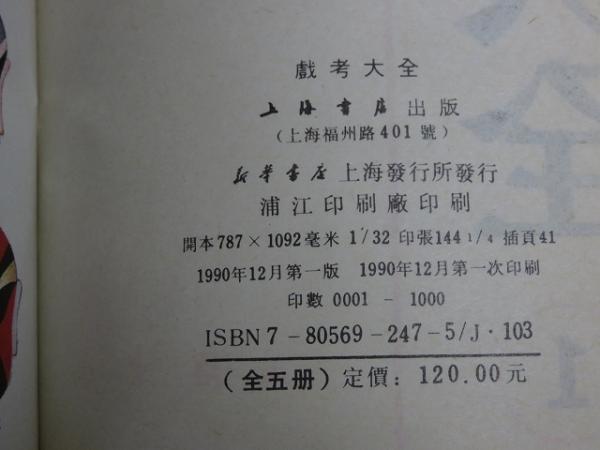 戲考大全
上海書店出版
(上海福州路401號)
新華書店上海發行所發行
浦江印刷廠印刷
開本787×1092毫米 1/32 印張144 1/4 插頁41
1990年12月第一版 1990年12月第一次印刷
印數 0001 - 1000
ISBN 7-80569-247-5/J·103
(全五册) 定價: 120.00元